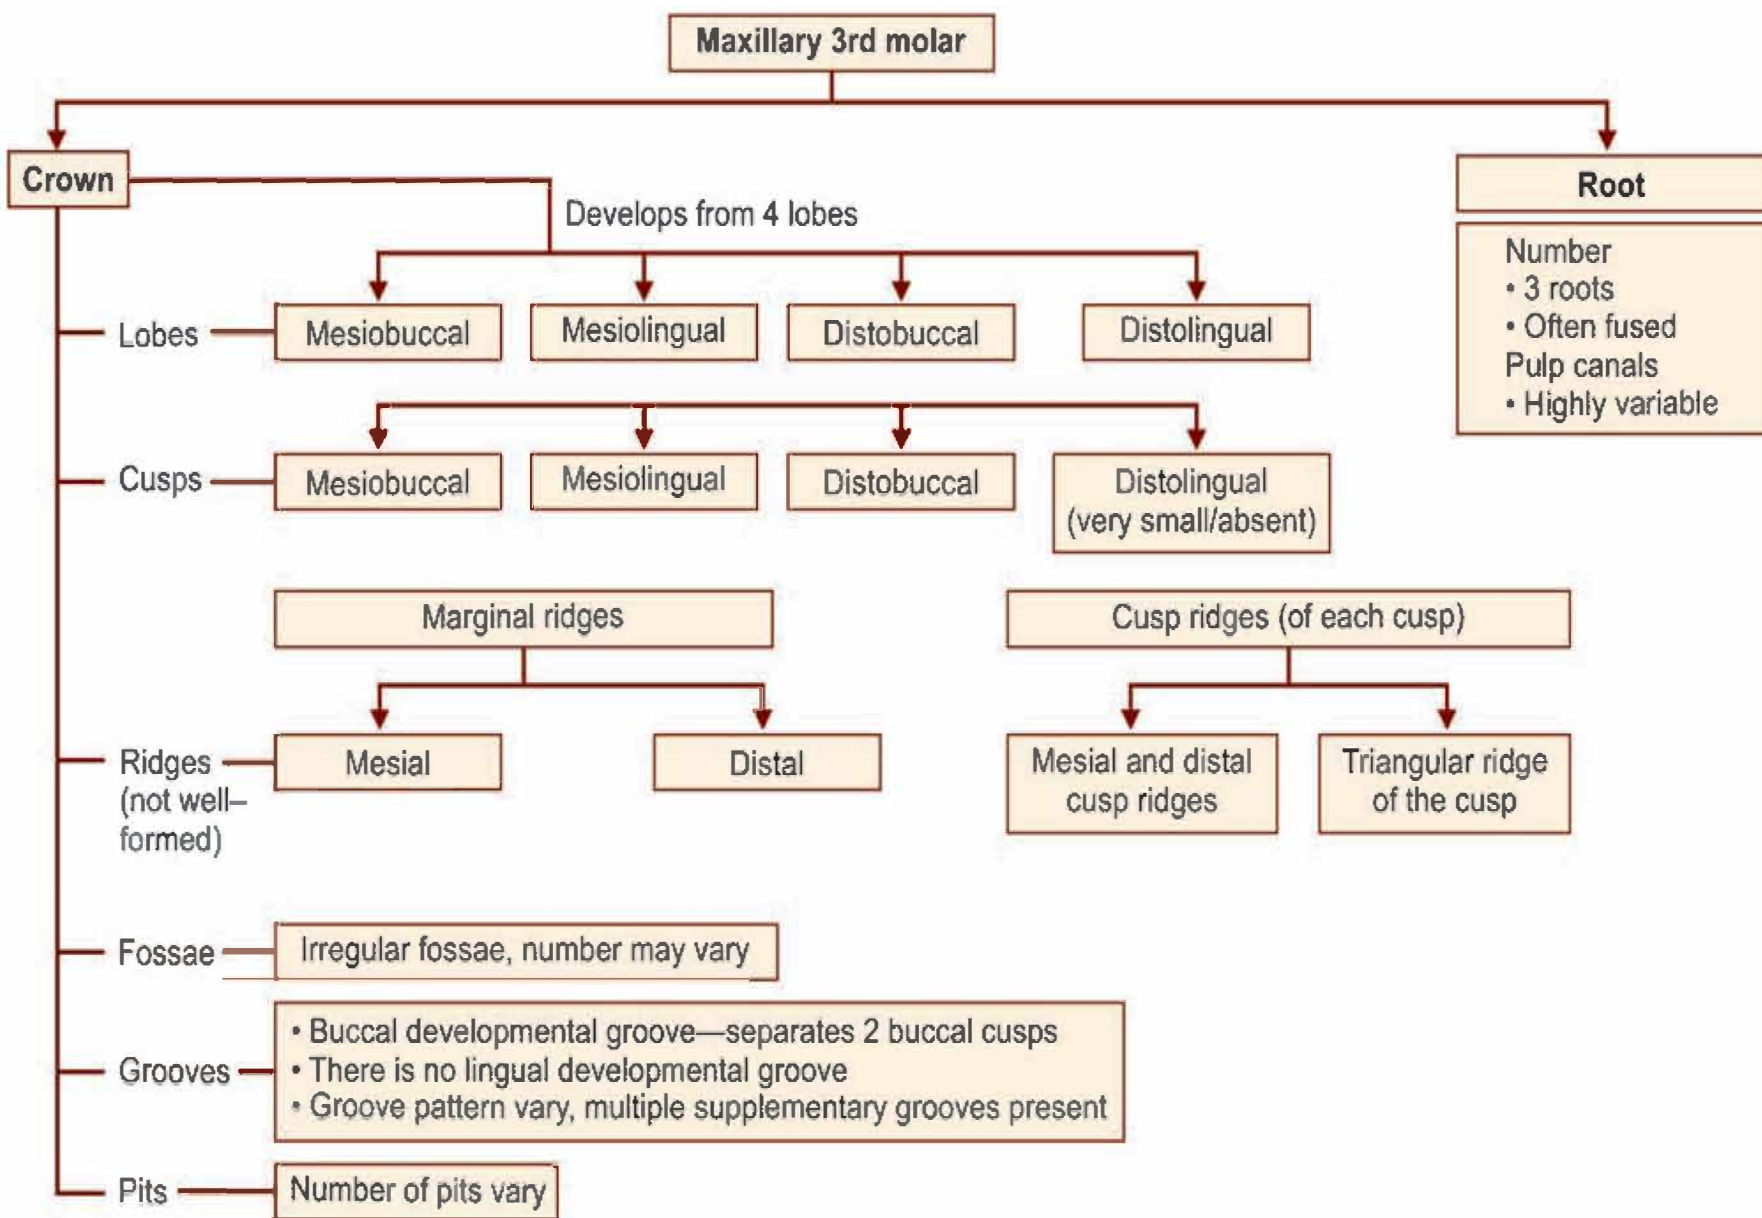 Maxillary 3rd molar
Crown
Root
Develops from 4 lobes
Number
• 3 roots
• Often fused
Pulp canals
• Highly variable
Lobes
Mesiobuccal
Mesiolingual
Distobuccal
Distolingual
Cusps
Mesiobuccal
Mesiolingual
Distobuccal
Distolingual
(very small/absent)
Marginal ridges
Cusp ridges (of each cusp)
Ridges
(not well–
formed)
Mesial
Distal
Mesial and distal
cusp ridges
Triangular ridge
of the cusp
Fossae
Irregular fossae, number may vary
Grooves
• Buccal developmental groove—separates 2 buccal cusps
• There is no lingual developmental groove
• Groove pattern vary, multiple supplementary grooves present
Pits
Number of pits vary